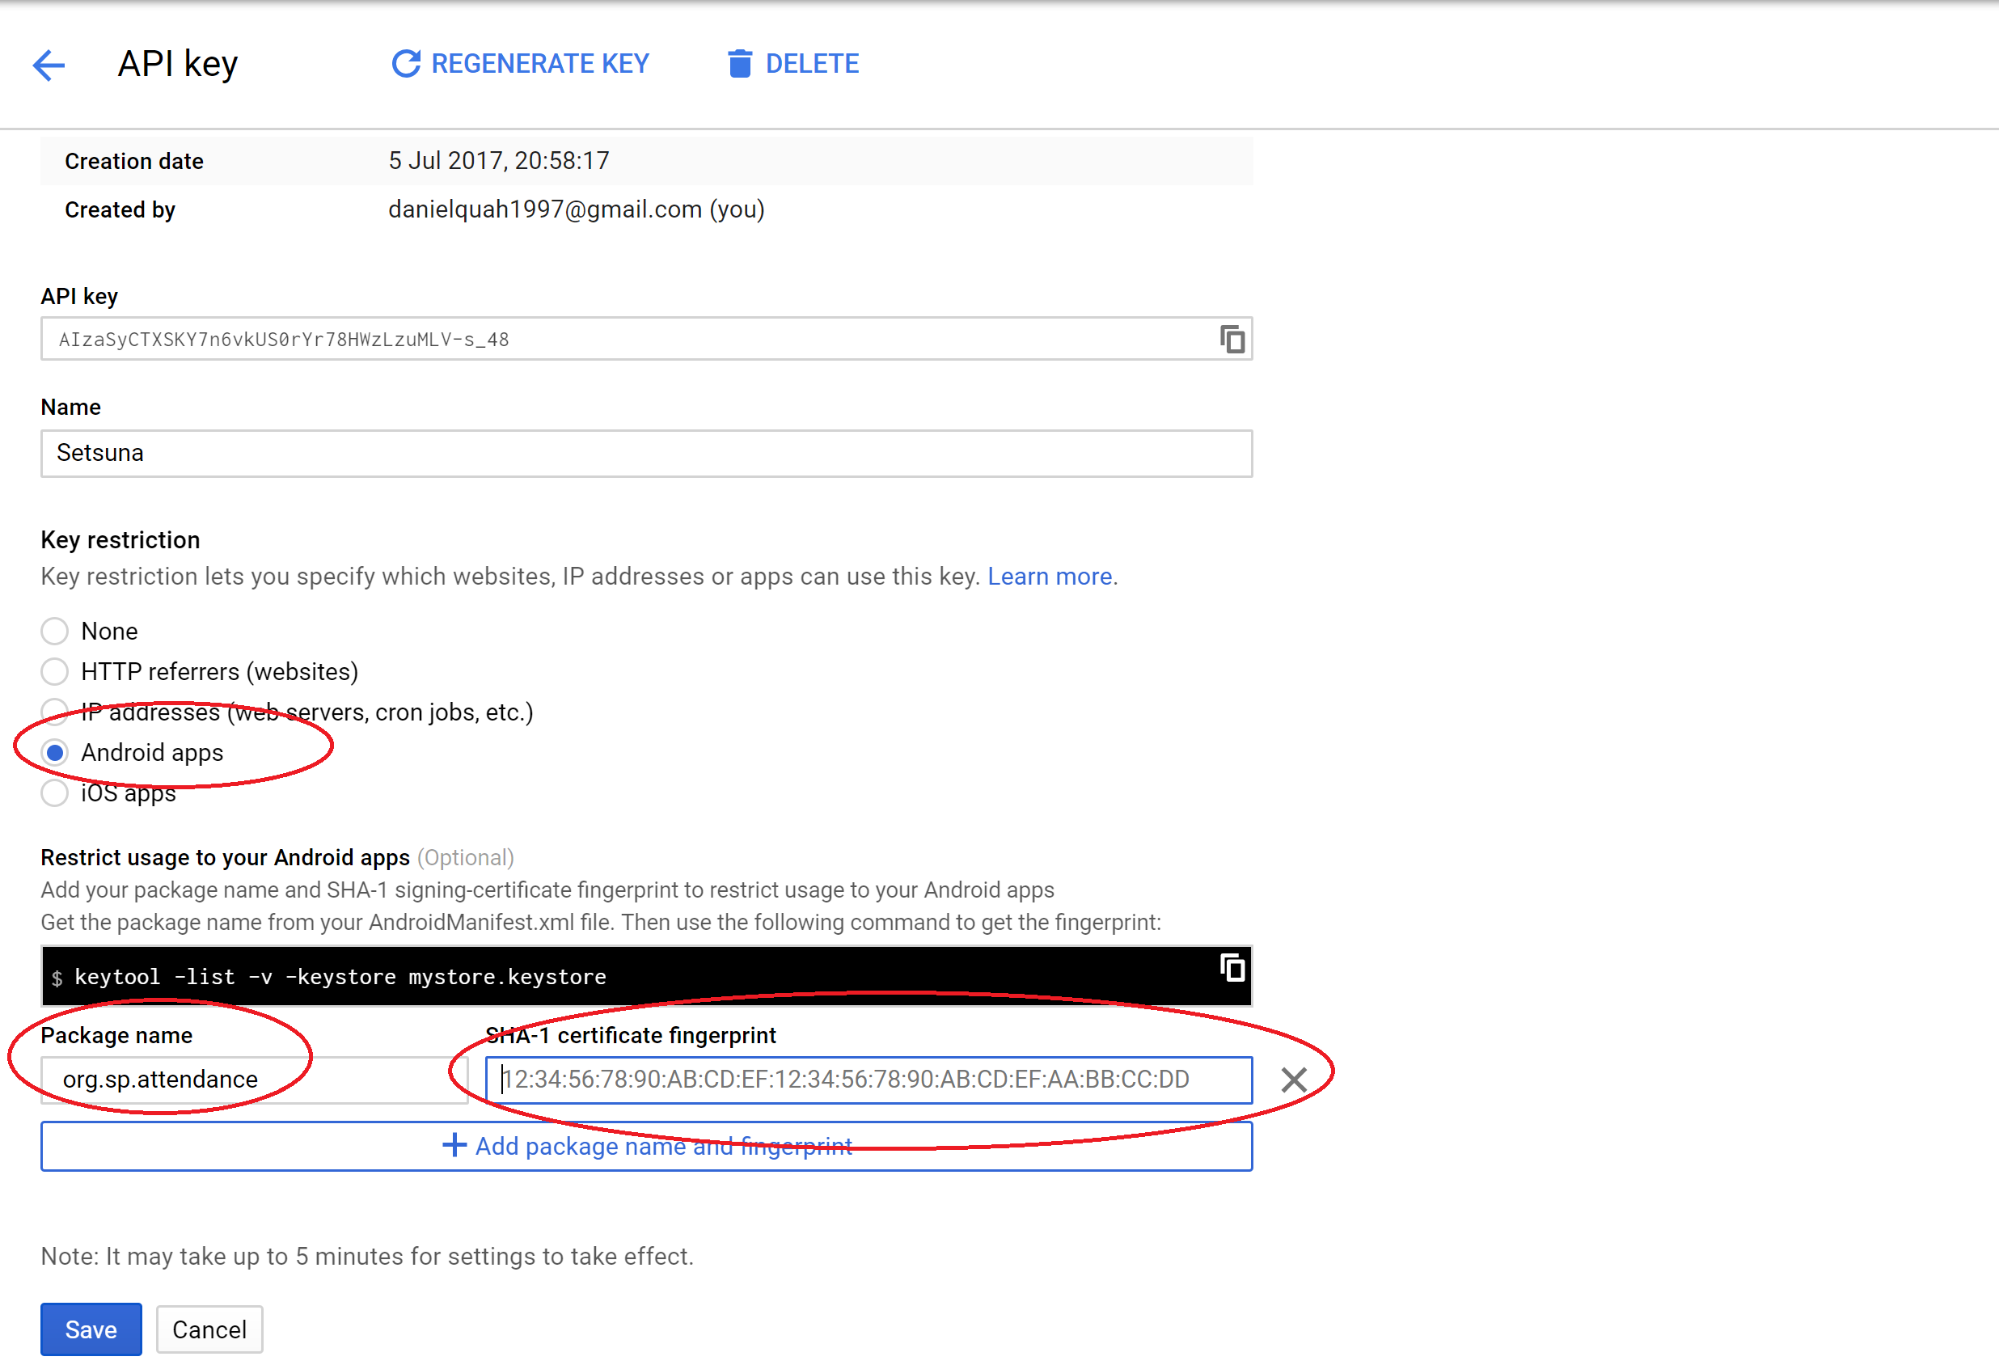 API key REGENERATE KEY DELETE
Creation date 5 Jul 2017, 20:58:17
Created by danielquah1997@gmail.com (you)
API key
AIzaSyCTXSKY7n6vkUS0rYr78HWzLzuMLV-s_48
Name
Setsuna
Key restriction
Key restriction lets you specify which websites, IP addresses or apps can use this key. Learn more.
None
HTTP referrers (websites)
IP addresses (web servers, cron jobs, etc.)
Android apps
iOS apps
Restrict usage to your Android apps (Optional)
Add your package name and SHA-1 signing-certificate fingerprint to restrict usage to your Android apps
Get the package name from your AndroidManifest.xml file. Then use the following command to get the fingerprint:
$ keytool -list -v -keystore mystore.keystore
Package name SHA-1 certificate fingerprint
org.sp.attendance 12:34:56:78:90:AB:CD:EF:12:34:56:78:90:AB:CD:EF:AA:BB:CC:DD
+ Add package name and fingerprint
Note: It may take up to 5 minutes for settings to take effect.
Save Cancel